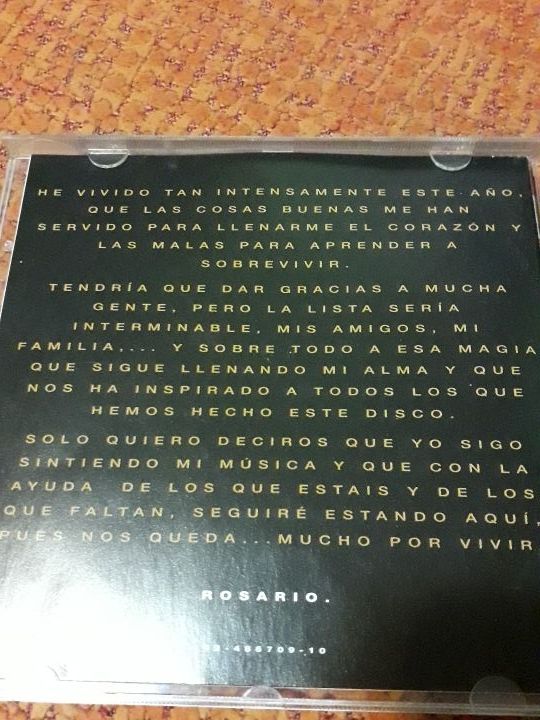 HE VIVIDO TAN INTENSAMENTE ESTE AÑO,
QUE LAS COSAS BUENAS ME HAN
SERVIDO PARA LLENARME EL CORAZÓN Y
LAS MALAS PARA APRENDER A
SOBREVIVIR.
TENDRÍA QUE DAR GRACIAS A MUCHA
GENTE, PERO LA LISTA SERÍA
INTERMINABLE, MIS AMIGOS, MI
FAMILIA,... Y SOBRE TODO A ESA MAGIA
QUE SIGUE LLENANDO MI ALMA Y QUE
NOS HA INSPIRADO A TODOS LOS QUE
HEMOS HECHO ESTE DISCO.
SOLO QUIERO DECIROS QUE YO SIGO
SINTIENDO MI MÚSICA Y QUE CON LA
AYUDA DE LOS QUE ESTAIS Y DE LOS
QUE FALTAN, SEGUIRÉ ESTANDO AQUÍ,
PUES NOS QUEDA...MUCHO POR VIVIR
ROSARIO.